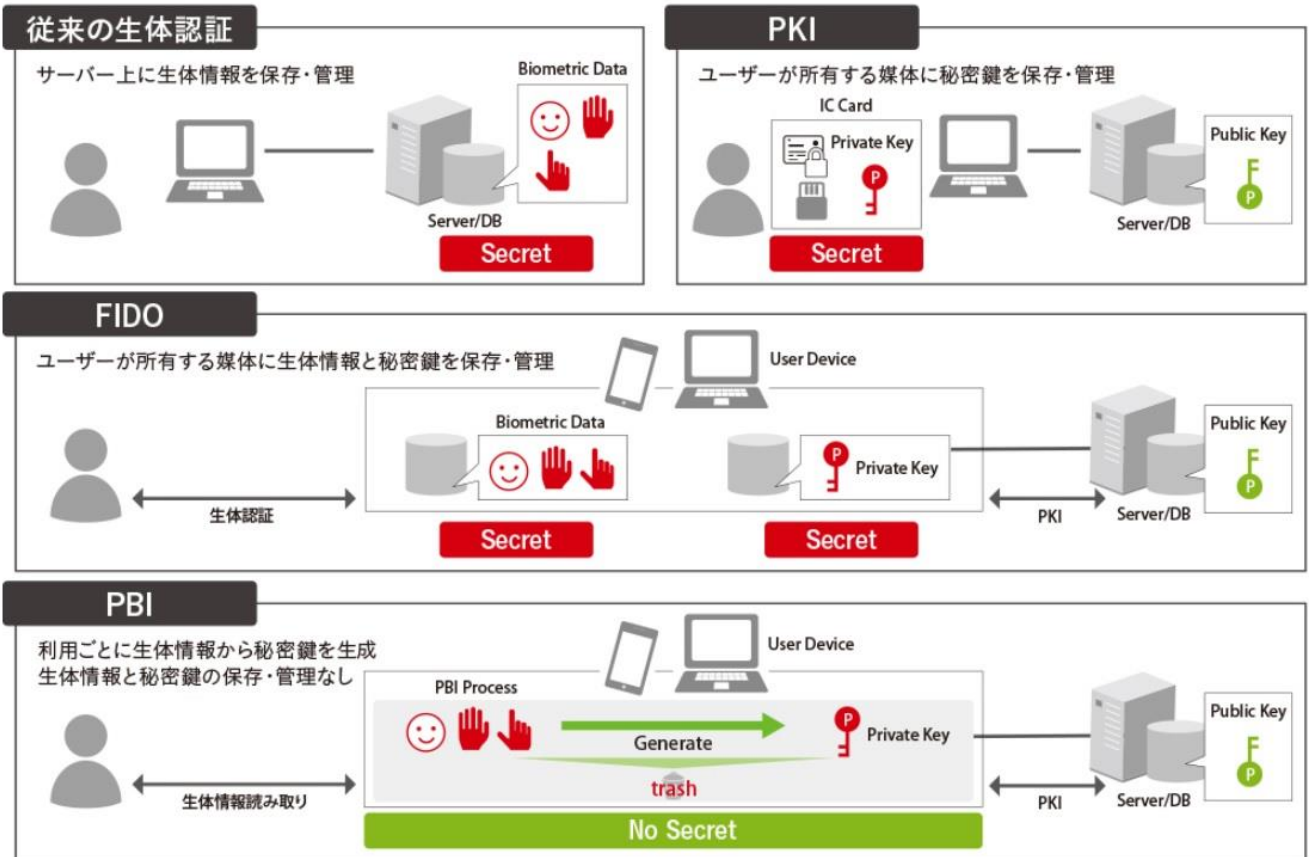 従来の生体認証
サーバー上に生体情報を保存・管理
Biometric Data
Server/DB
Secret
PKI
ユーザーが所有する媒体に秘密鍵を保存・管理
IC Card
Private Key
P
Secret
Public Key
P
Server/DB
FIDO
ユーザーが所有する媒体に生体情報と秘密鍵を保存・管理
User Device
Biometric Data
P
Private Key
Public Key
P
生体認証
PKI
Server/DB
Secret
Secret
PBI
利用ごとに生体情報から秘密鍵を生成
生体情報と秘密鍵の保存・管理なし
User Device
PBI Process
Generate
P
Private Key
trash
Public Key
P
生体情報読み取り
PKI
Server/DB
No Secret